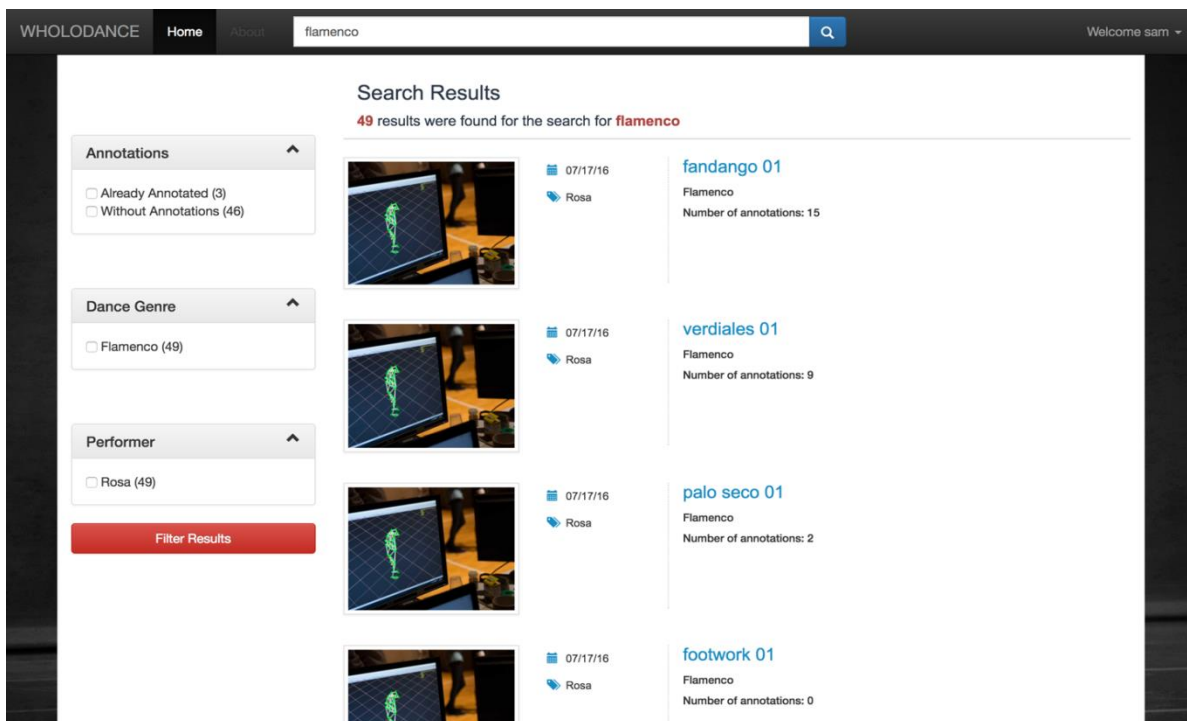 WHOLODANCE Home About flamenco Welcome sam
Search Results
49 results were found for the search for flamenco
Annotations
Already Annotated (3)
Without Annotations (46)
Dance Genre
Flamenco (49)
Performer
Rosa (49)
Filter Results
07/17/16
Rosa
fandango 01
Flamenco
Number of annotations: 15
07/17/16
Rosa
verdiales 01
Flamenco
Number of annotations: 9
07/17/16
Rosa
palo seco 01
Flamenco
Number of annotations: 2
07/17/16
Rosa
footwork 01
Flamenco
Number of annotations: 0